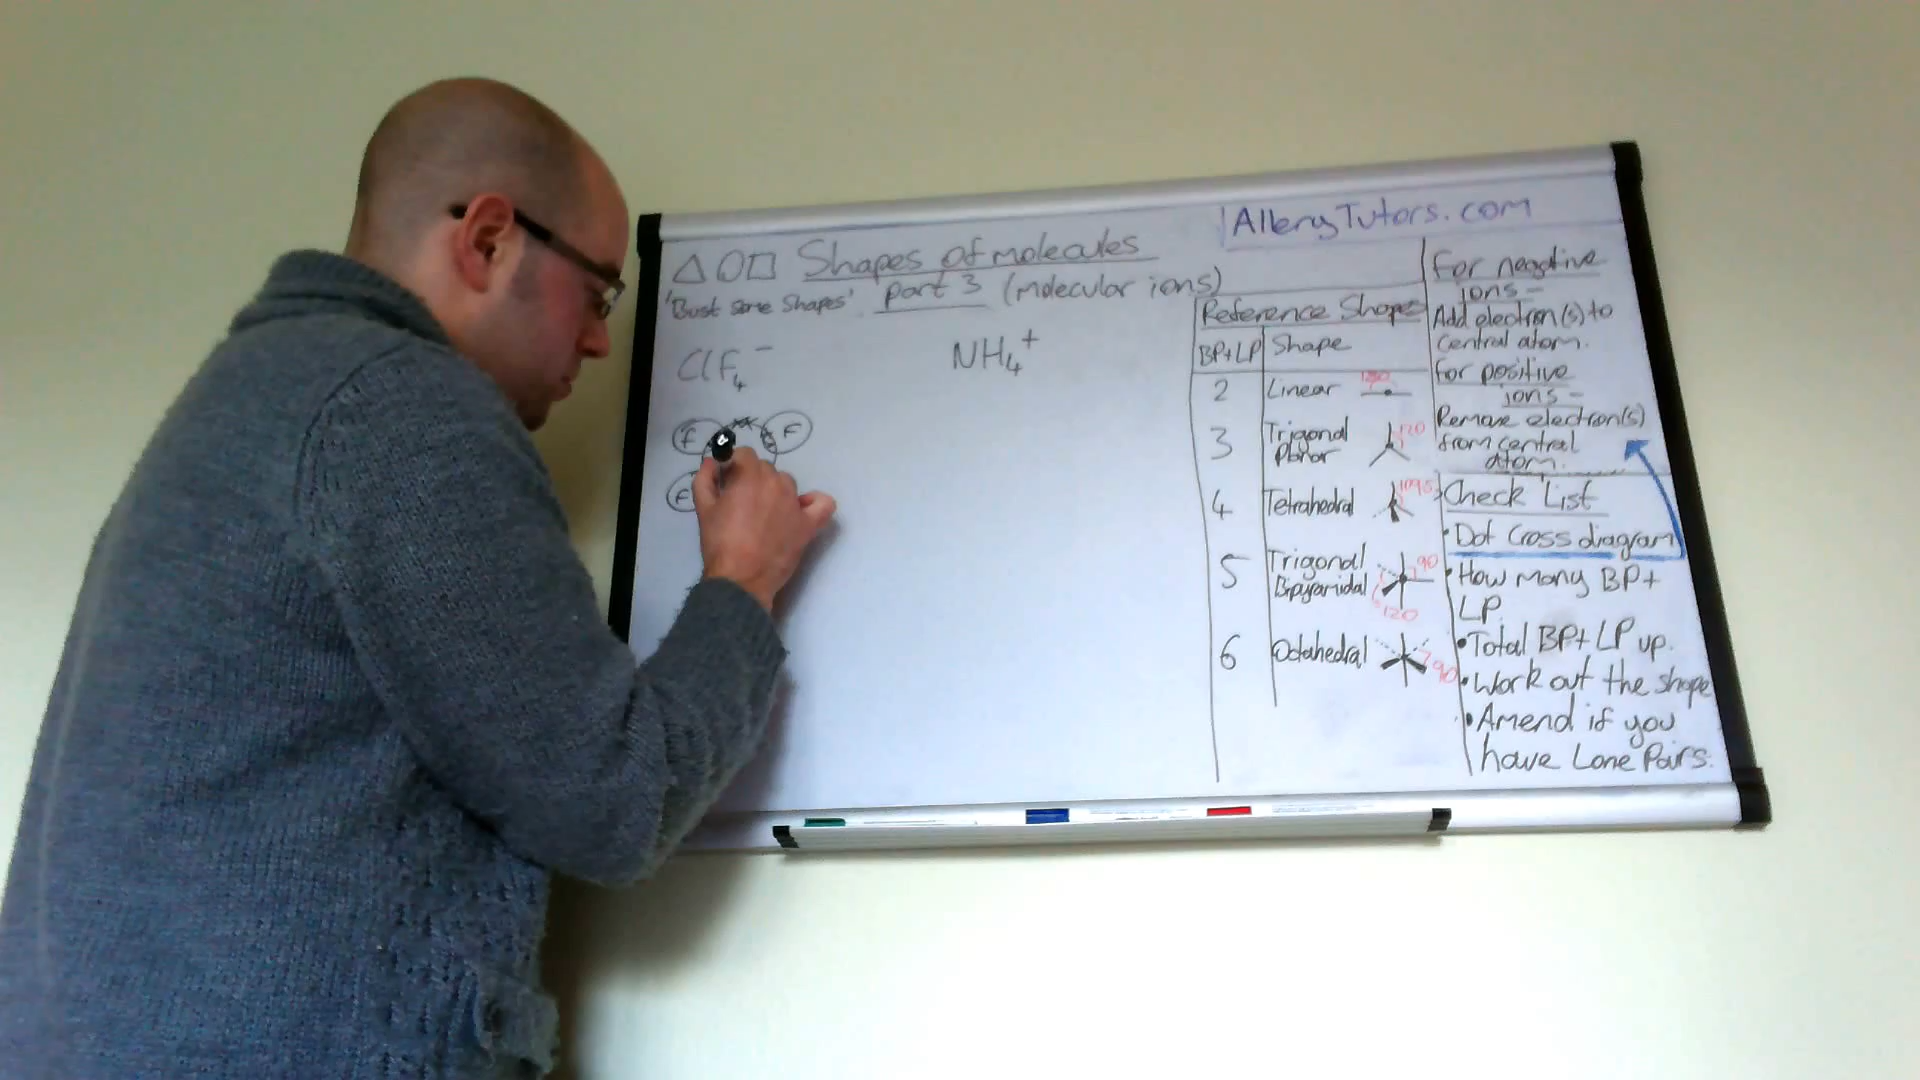 AlleryTutors.com
Shapes of molecules
'Bust some Shapes' part 3 (molecular ions)
ClF₄⁻
NH₄⁺
F F
F
Reference Shapes
BP+LP Shape
2 Linear 180
3 Trigonal
Planar 120
4 Tetrahedral 109.5
5 Trigonal 90
Bipyramidal 120
6 Octahedral 90
For negative
ions -
Add electron(s) to
Central atom.
for positive
ions -
Remove electron(s)
from central
atom.
Check List
• Dot Cross diagram
• How many BP+
LP.
• Total BP+ LP up.
• Work out the shape
• Amend if you
have Lone Pairs.